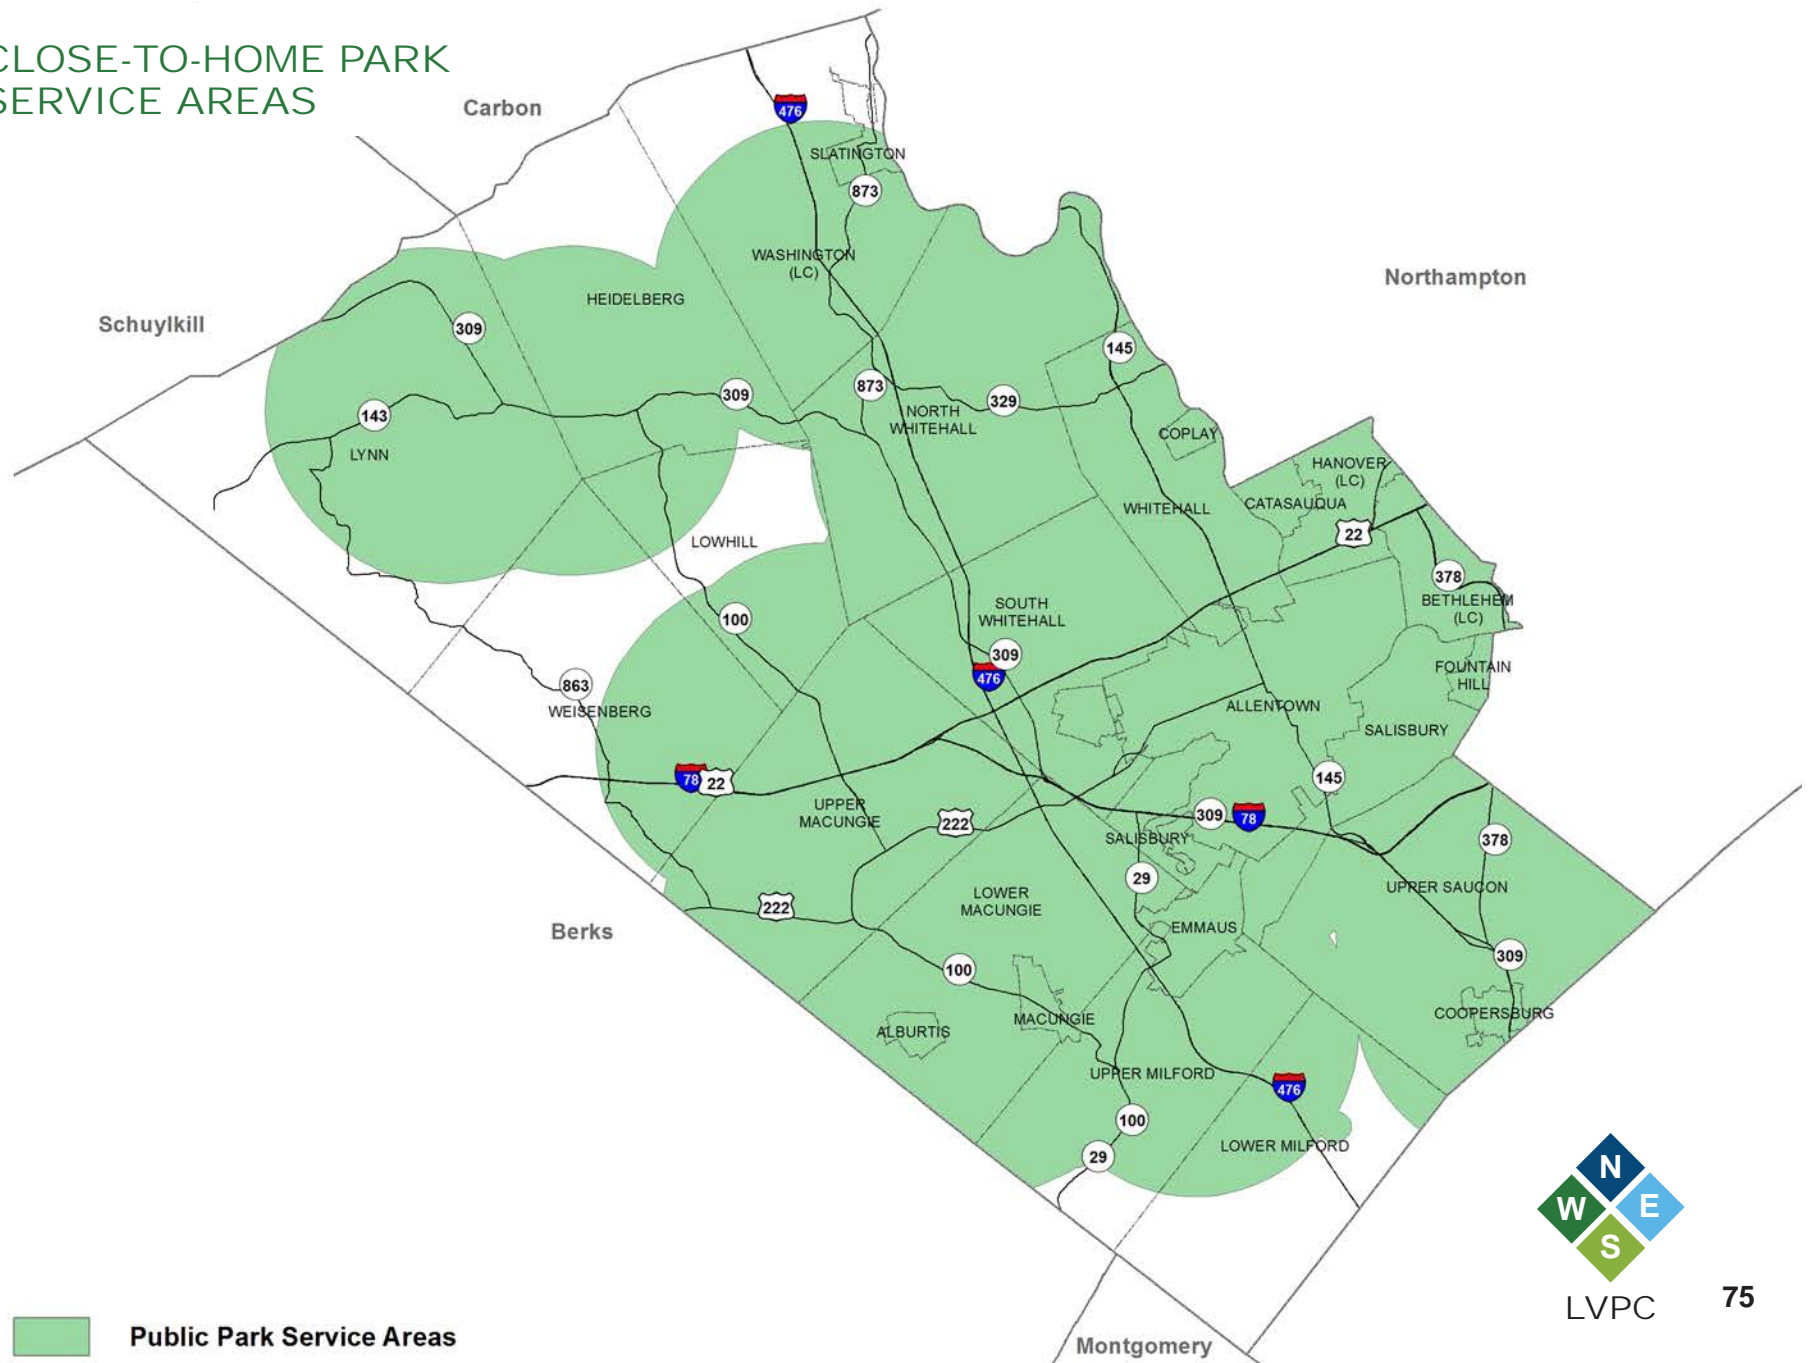 CLOSE-TO-HOME PARK
SERVICE AREAS
Carbon
476
SLATINGTON
873
WASHINGTON
(LC)
Northampton
HEIDELBERG
Schuylkill
309
145
309
873
329
143
NORTH
WHITEHALL
COPLAY
LYNN
HANOVER
(LC)
WHITEHALL
CATASAUQUA
22
LOWHILL
378
BETHLEHEM
(LC)
SOUTH
WHITEHALL
100
309
476
FOUNTAIN
HILL
863
WEISENBERG
ALLENTOWN
SALISBURY
78
22
145
UPPER
MACUNGIE
222
309
78
SALISBURY
378
29
UPPER SAUCON
LOWER
MACUNGIE
222
EMMAUS
Berks
309
100
COOPERSBURG
MACUNGIE
ALBURTIS
UPPER MILFORD
476
100
LOWER MILFORD
29
N
W
E
S
LVPC
75
Public Park Service Areas
Montgomery